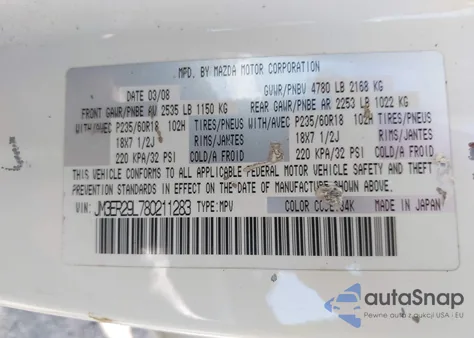 MFD. BY MAZDA MOTOR CORPORATION
DATE 03/08 GVWR/PNBV 4780 LB 2168 KG
FRONT GAWR/PNBE AV 2535 LB 1150 KG REAR GAWR/PNBE AR 2253 LB 1022 KG
WITH/AVEC P235/60R18 102H TIRES/PNEUS WITH/AVEC P235/60R18 102H TIRES/PNEUS
18X7 1/2J RIMS/JANTES 18X7 1/2J RIMS/JANTES
220 KPA/32 PSI COLD/A FROID 220 KPA/32 PSI COLD/A FROID
THIS VEHICLE CONFORMS TO ALL APPLICABLE FEDERAL MOTOR VEHICLE SAFETY AND THEFT
PREVENTION STANDARDS IN EFFECT ON THE DATE OF MANUFACTURE SHOWN ABOVE.
VIN: JM3ER29L780211283 TYPE: MPV COLOR CODE: 34K MADE IN JAPAN
autoSnap
Pewne auto z aukcji USA i EU